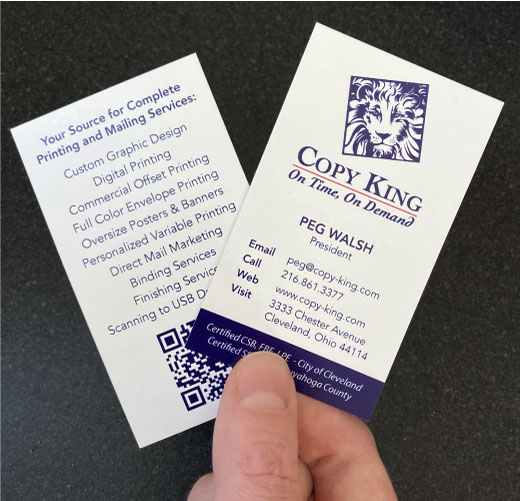 Your Source for Complete
Printing and Mailing Services:
Custom Graphic Design
Digital Printing
Commercial Offset Printing
Full Color Envelope Printing
Oversize Posters & Banners
Personalized Variable Printing
Direct Mail Marketing
Binding Services
Finishing Service
Scanning to USB
COPY KING
On Time, On Demand
PEG WALSH
President
Email peg@copy-king.com
Call 216.861.3377
Web www.copy-king.com
Visit 3333 Chester Avenue
Cleveland, Ohio 44114
Certified CSB, FBE, LPE - City of Cleveland
Certified Cuyahoga County